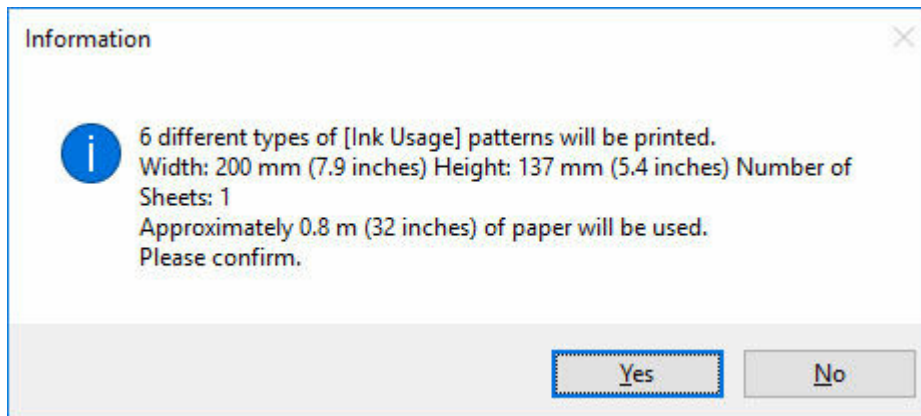 Information
6 different types of [Ink Usage] patterns will be printed.
Width: 200 mm (7.9 inches) Height: 137 mm (5.4 inches) Number of
Sheets: 1
Approximately 0.8 m (32 inches) of paper will be used.
Please confirm.
Yes
No